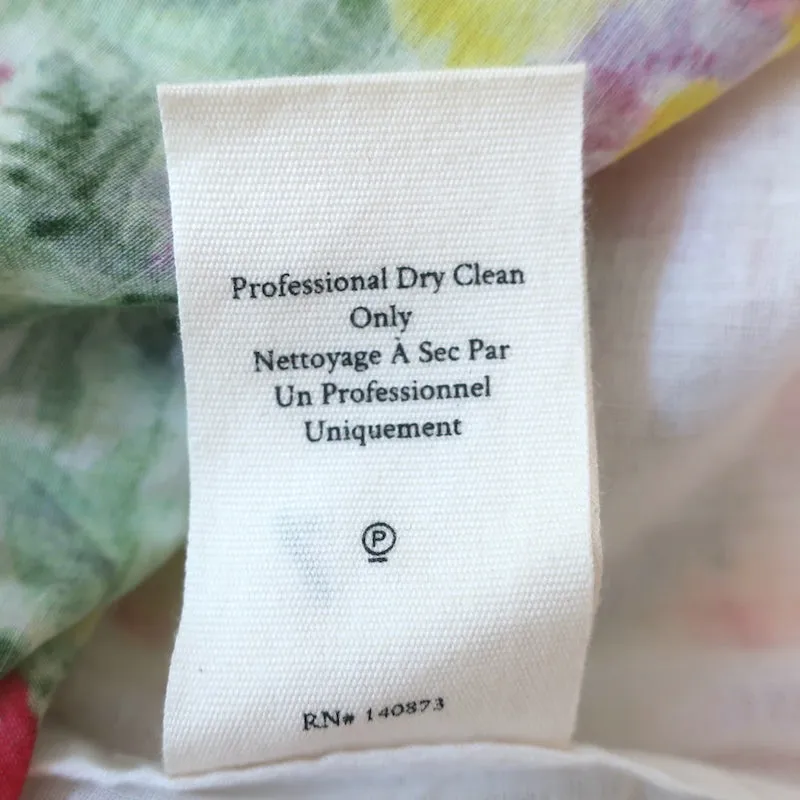 Professional Dry Clean
Only
Nettoyage À Sec Par
Un Professionnel
Uniquement
P
RN# 140873